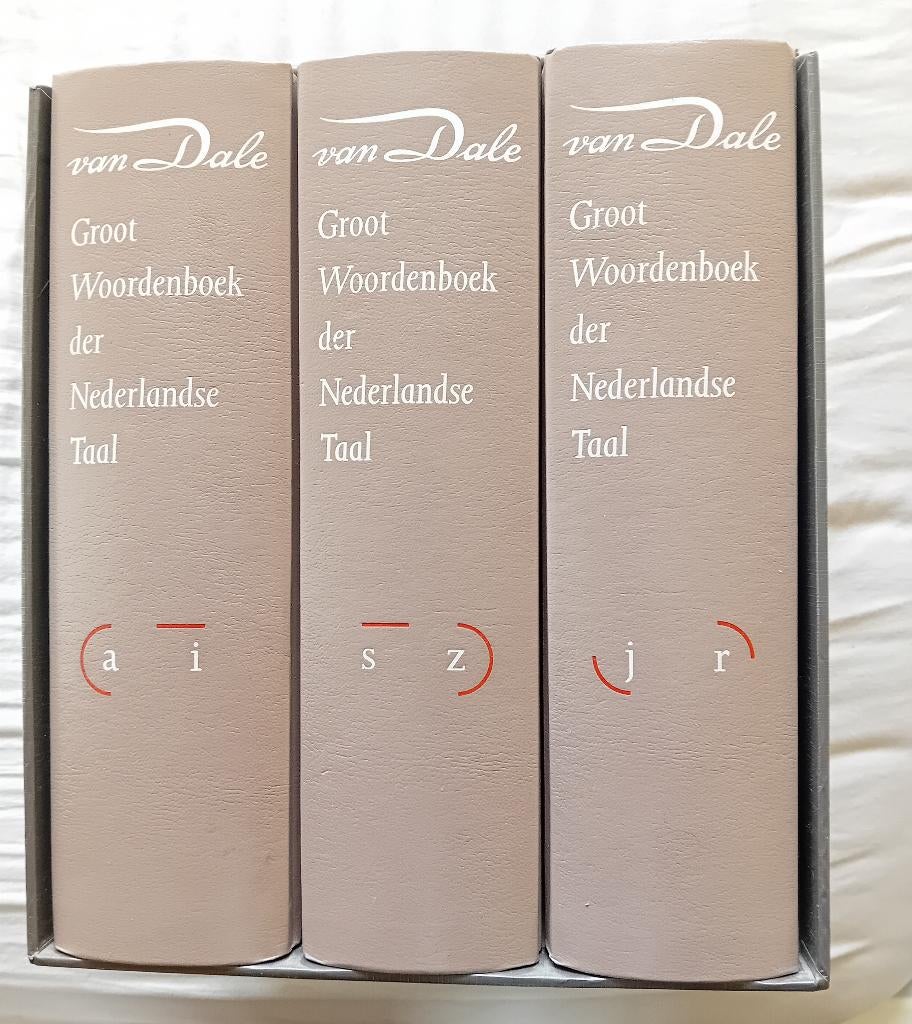 van Dale
Groot
Woordenboek
der
Nederlandse
Taal
a i
van Dale
Groot
Woordenboek
der
Nederlandse
Taal
s z
van Dale
Groot
Woordenboek
der
Nederlandse
Taal
j r